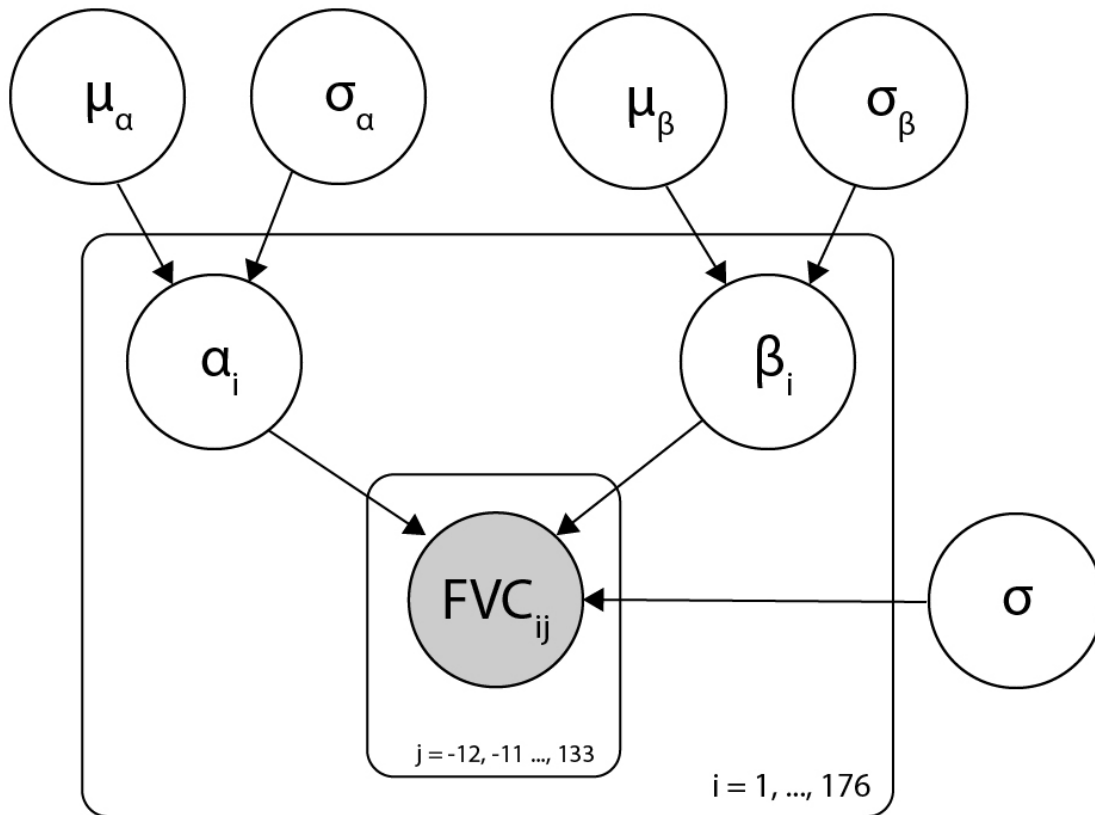 μα σα μβ σβ
αi βi
FVCij σ
j = -12, -11 ..., 133
i = 1, ..., 176